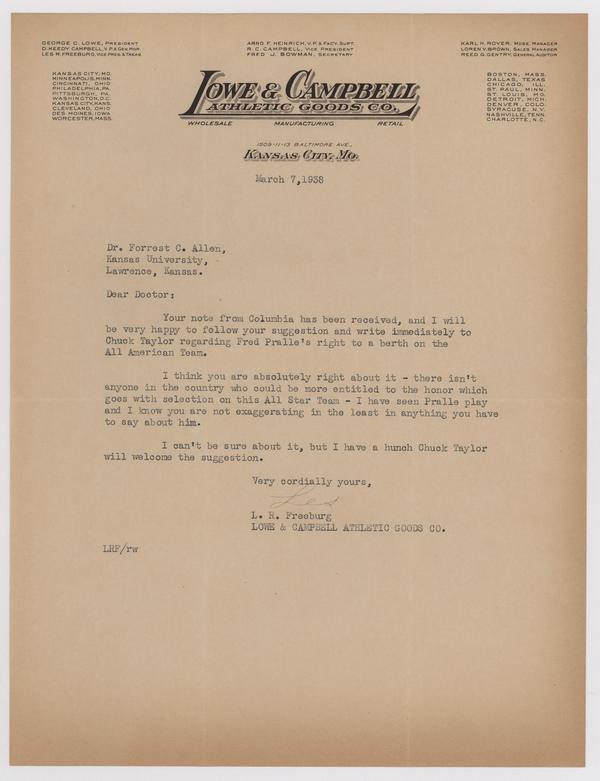 GEORGE C. LOWE, PRESIDENT
D. KEEDY CAMPBELL, V. P. & GEN. MGR.
LES R. FREEBURG, VICE PRES & TREAS.
ARNO F. HEINRICH, V. P. & FACY. SUPT.
R. C. CAMPBELL, VICE PRESIDENT
FRED J. BOWMAN, SECRETARY
KARL H. ROVER, MDSE. MANAGER
LOREN V. BROWN, SALES MANAGER
REED G. GENTRY, GENERAL AUDITOR
KANSAS CITY, MO.
MINNEAPOLIS, MINN.
CINCINNATI, OHIO
PHILADELPHIA, PA.
PITTSBURGH, PA.
WASHINGTON, D.C.
KANSAS CITY, KANS.
CLEVELAND, OHIO
DES MOINES, IOWA
WORCESTER, MASS.
LOWE & CAMPBELL
ATHLETIC GOODS CO.
WHOLESALE MANUFACTURING RETAIL
BOSTON, MASS.
DALLAS, TEXAS
CHICAGO, ILL.
ST. PAUL, MINN.
ST. LOUIS, MO.
DETROIT, MICH.
DENVER, COLO.
SYRACUSE, N.Y.
NASHVILLE, TENN.
CHARLOTTE, N.C.
1509-11-13 BALTIMORE AVE.,
KANSAS CITY, MO.
March 7,1938
Dr. Forrest C. Allen,
Kansas University,
Lawrence, Kansas.
Dear Doctor:
Your note from Columbia has been received, and I will
be very happy to follow your suggestion and write immediately to
Chuck Taylor regarding Fred Pralle's right to a berth on the
All American Team.
I think you are absolutely right about it - there isn't
anyone in the country who could be more entitled to the honor which
goes with selection on this All Star Team - I have seen Pralle play
and I know you are not exaggerating in the least in anything you have
to say about him.
I can't be sure about it, but I have a hunch Chuck Taylor
will welcome the suggestion.
Very cordially yours,
Les
L. R. Freeburg
LOWE & CAMPBELL ATHLETIC GOODS CO.
LRF/rw